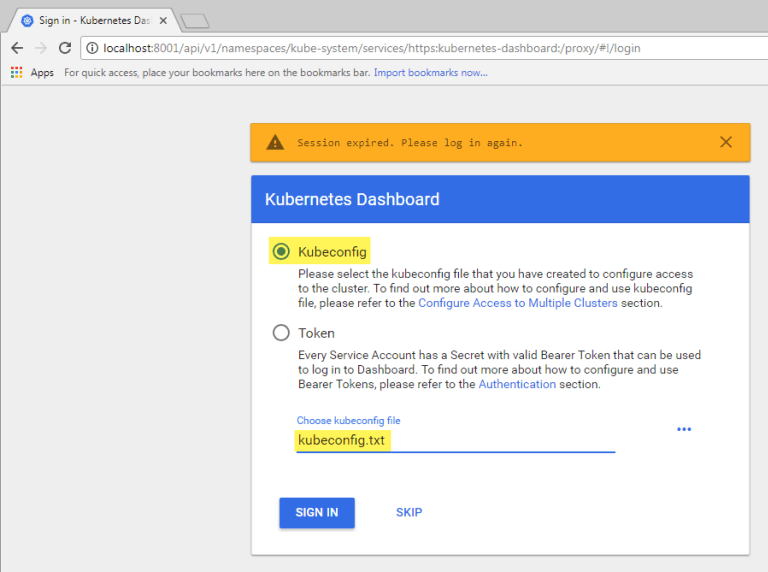 Sign in - Kubernetes Das
localhost:8001/api/v1/namespaces/kube-system/services/https:kubernetes-dashboard:/proxy/#!/login
Apps For quick access, place your bookmarks here on the bookmarks bar. Import bookmarks now...
Session expired. Please log in again.
Kubernetes Dashboard
Kubeconfig
Please select the kubeconfig file that you have created to configure access
to the cluster. To find out more about how to configure and use kubeconfig
file, please refer to the Configure Access to Multiple Clusters section.
Token
Every Service Account has a Secret with valid Bearer Token that can be used
to log in to Dashboard. To find out more about how to configure and use
Bearer Tokens, please refer to the Authentication section.
Choose kubeconfig file
kubeconfig.txt
SIGN IN SKIP